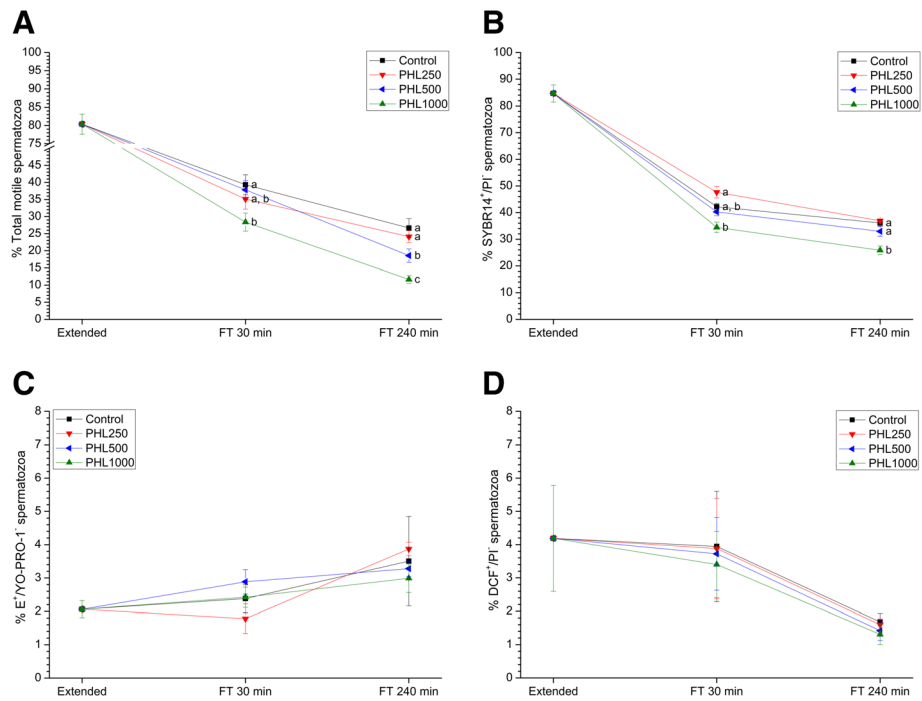 A
% Total motile spermatozoa
100
95
90
85
80
75
40
35
30
25
20
15
10
5
0
Control
PHL250
PHL500
PHL1000
a
a, b
b
a
a
b
c
Extended
FT 30 min
FT 240 min
B
% SYBR14⁺/PI⁻ spermatozoa
100
90
80
70
60
50
40
30
20
10
0
Control
PHL250
PHL500
PHL1000
a
a, b
b
a
a
b
Extended
FT 30 min
FT 240 min
C
% E⁺/YO-PRO-1⁻ spermatozoa
8
7
6
5
4
3
2
1
0
Control
PHL250
PHL500
PHL1000
Extended
FT 30 min
FT 240 min
D
% DCF⁺/PI⁻ spermatozoa
8
7
6
5
4
3
2
1
0
Control
PHL250
PHL500
PHL1000
Extended
FT 30 min
FT 240 min